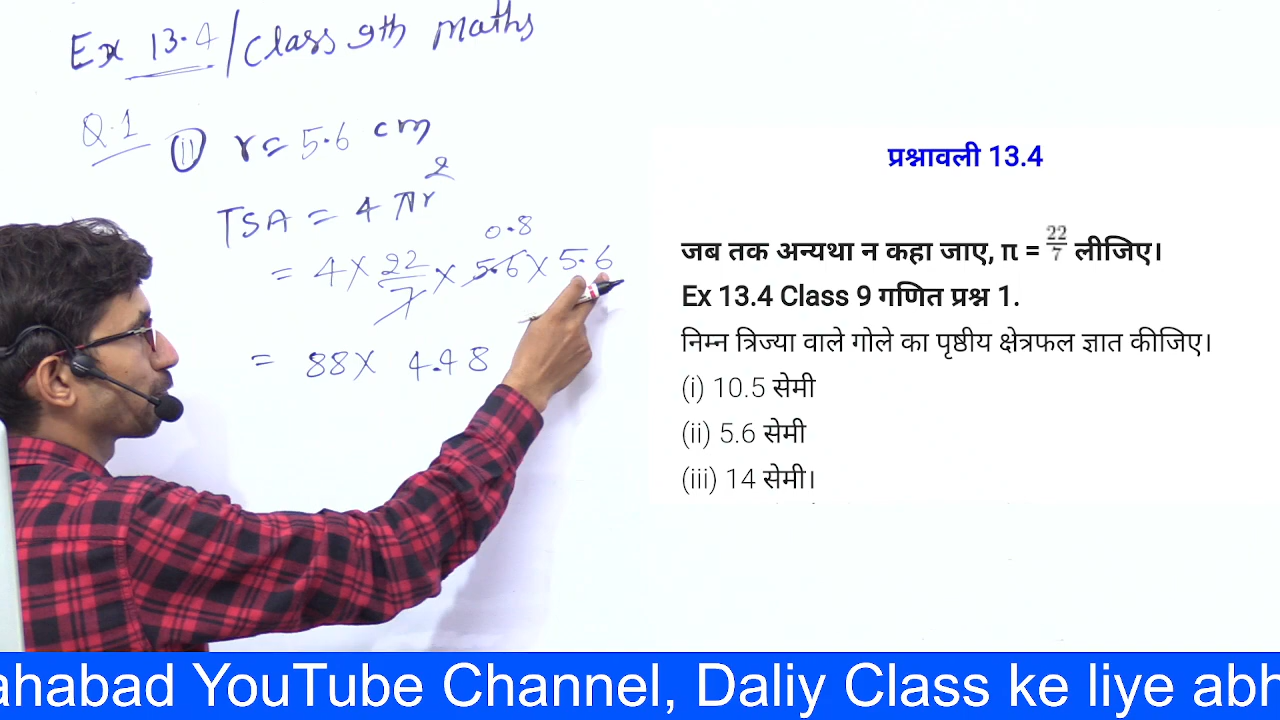 Ex 13.4/Class 9th maths
Q.1 (ii) r = 5.6 cm
TSA = 4 πr²
0.8
= 4 × 22/7 × 5.6 × 5.6
= 88 × 4.48
प्रश्नावली 13.4
जब तक अन्यथा न कहा जाए, π = 22/7 लीजिए।
Ex 13.4 Class 9 गणित प्रश्न 1.
निम्न त्रिज्या वाले गोले का पृष्ठीय क्षेत्रफल ज्ञात कीजिए।
(i) 10.5 सेमी
(ii) 5.6 सेमी
(iii) 14 सेमी।
ahabad YouTube Channel, Daliy Class ke liye abh